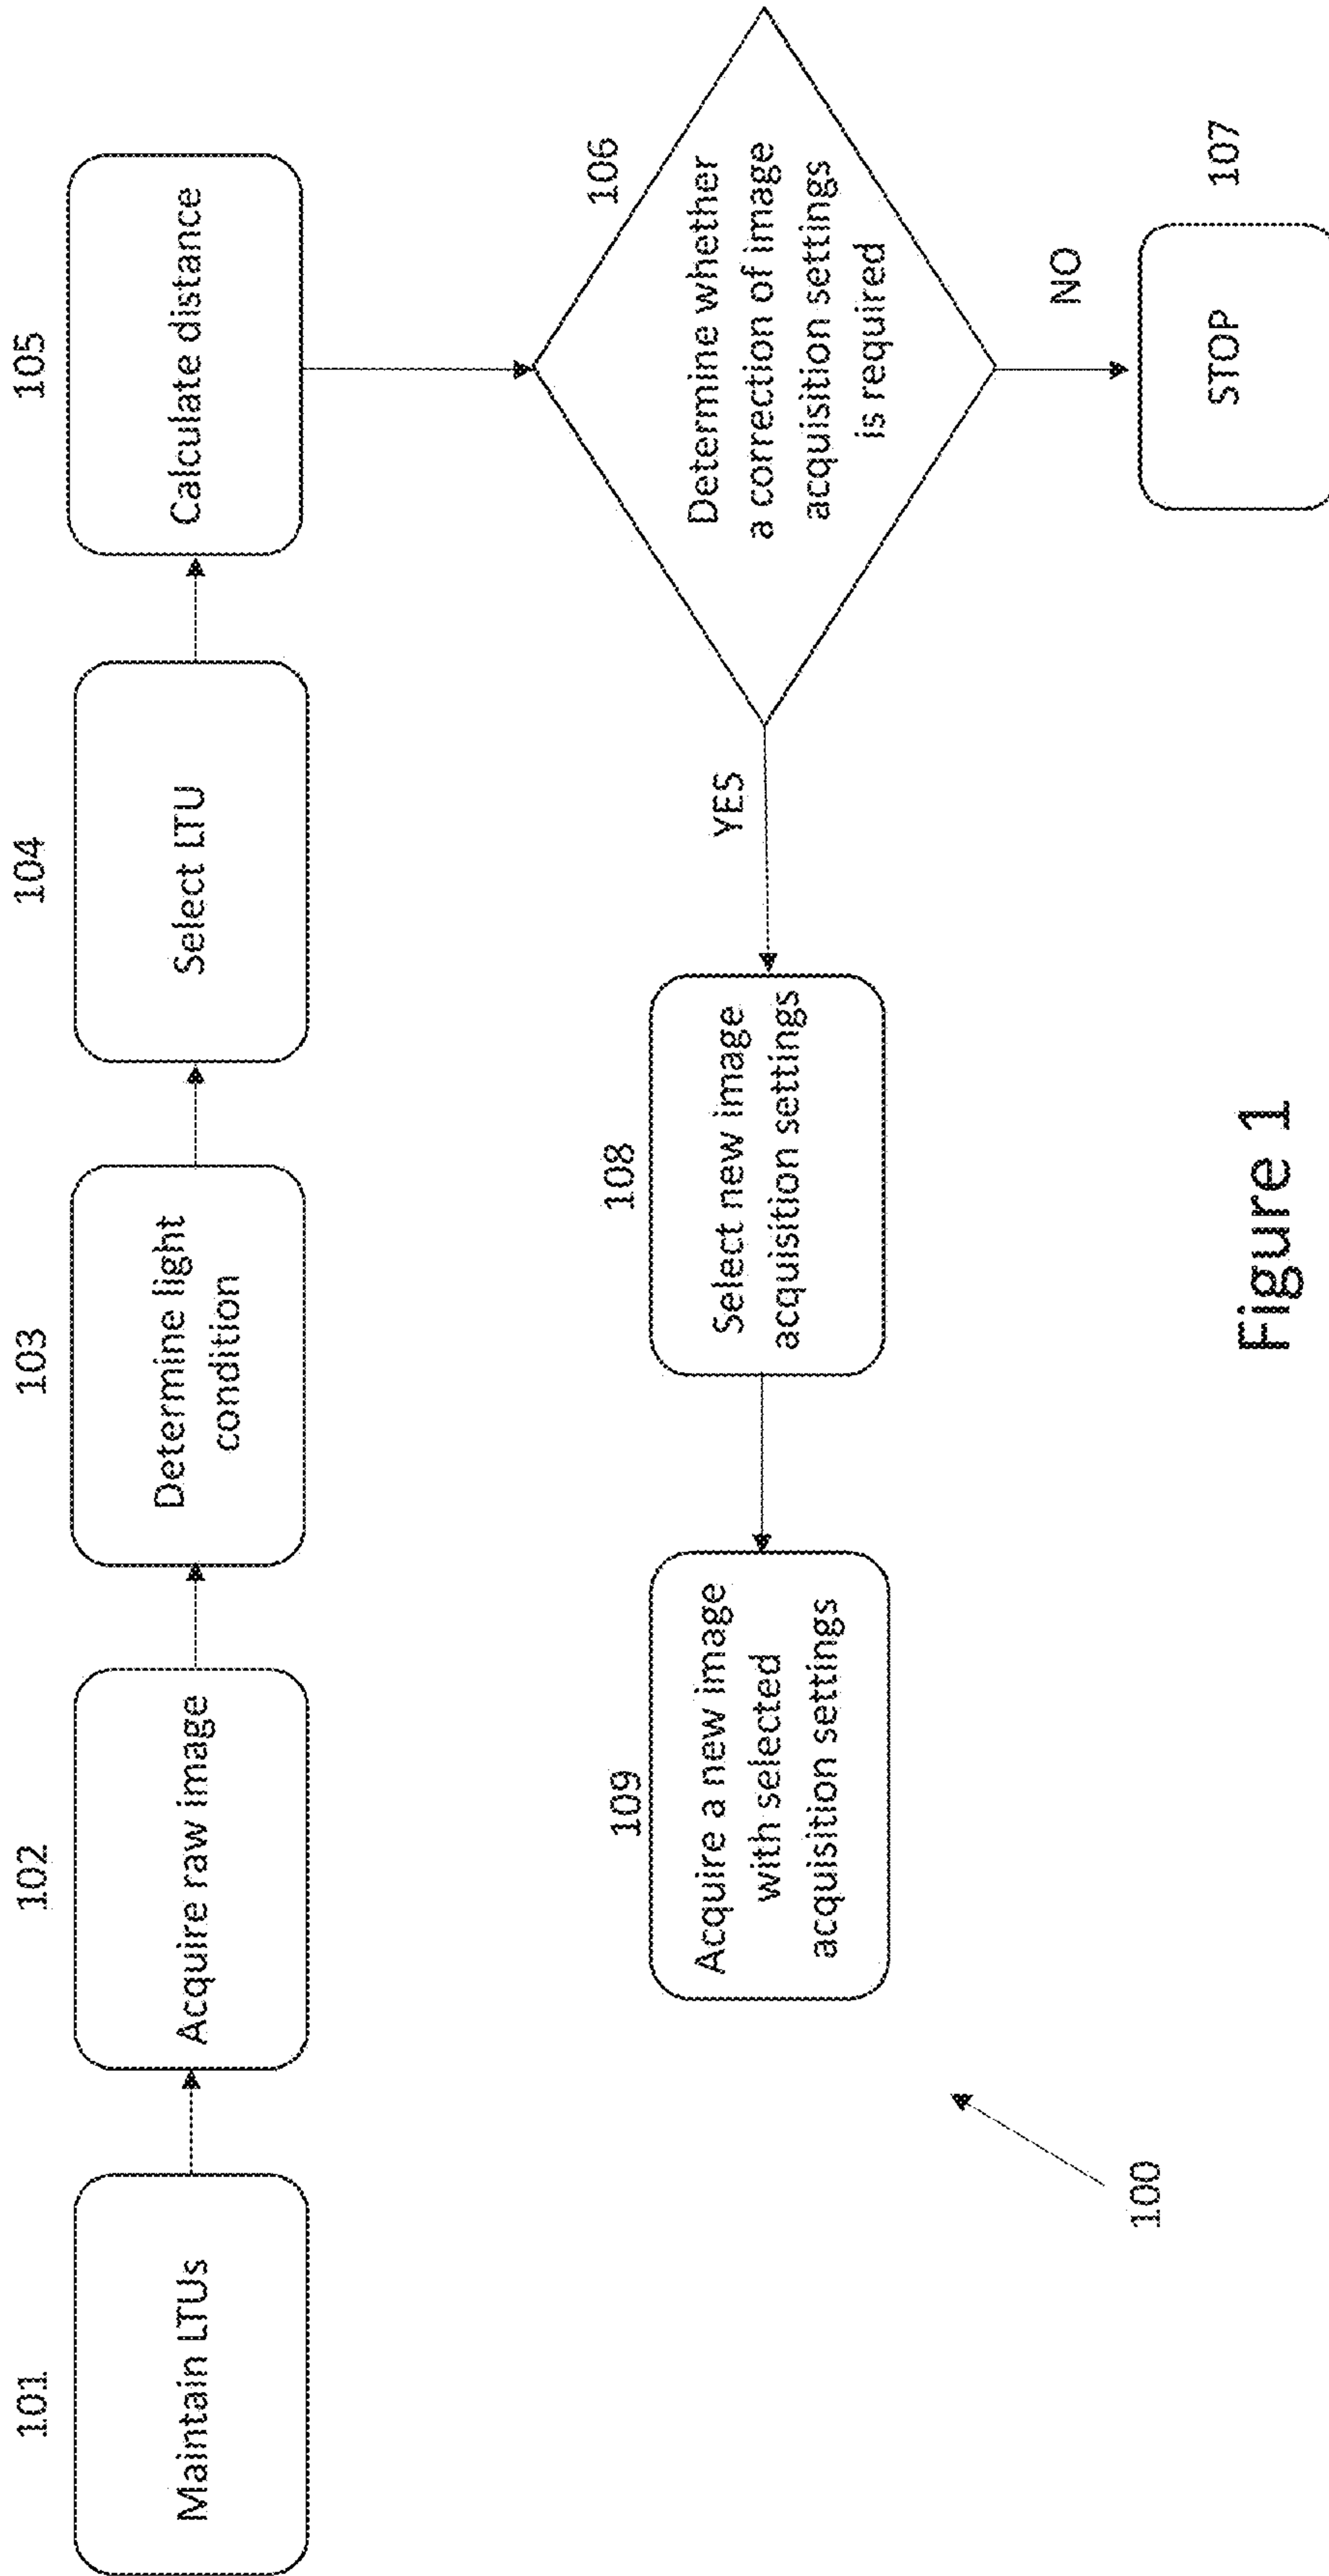 101
Maintain LTUs
102
Acquire raw image
103
Determine light
condition
104
Select LTU
105
Calculate distance
106
Determine whether
a correction of image
acquisition settings
is required
NO
107
STOP
YES
108
Select new image
acquisition settings
109
Acquire a new image
with selected
acquisition settings
100
Figure 1